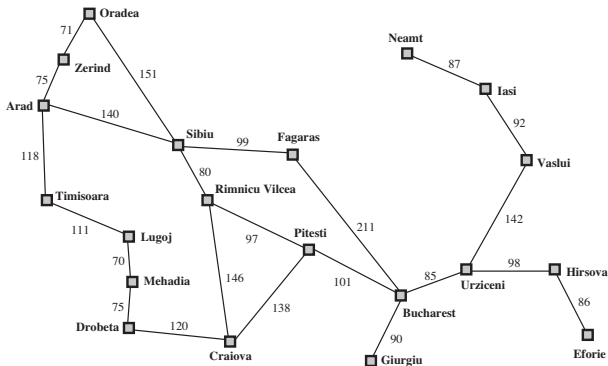 Oradea
71
Neamt
Zerind
87
75
151
Iasi
Arad
140
92
Sibiu
Fagaras
99
118
Vaslui
80
Rimnicu Vilcea
Timisoara
142
111
211
Lugoj
97
Pitesti
70
98
Hirsova
85
Mehadia
146
101
Urziceni
138
86
75
Bucharest
120
Drobeta
90
Craiova
Eforie
Giurgiu